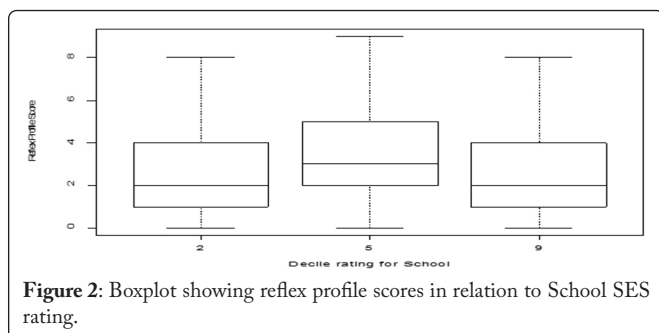 8
6
4
2
0
Reflex Profile Score
2 5 9
Decile rating for School
Figure 2: Boxplot showing reflex profile scores in relation to School SES
rating.